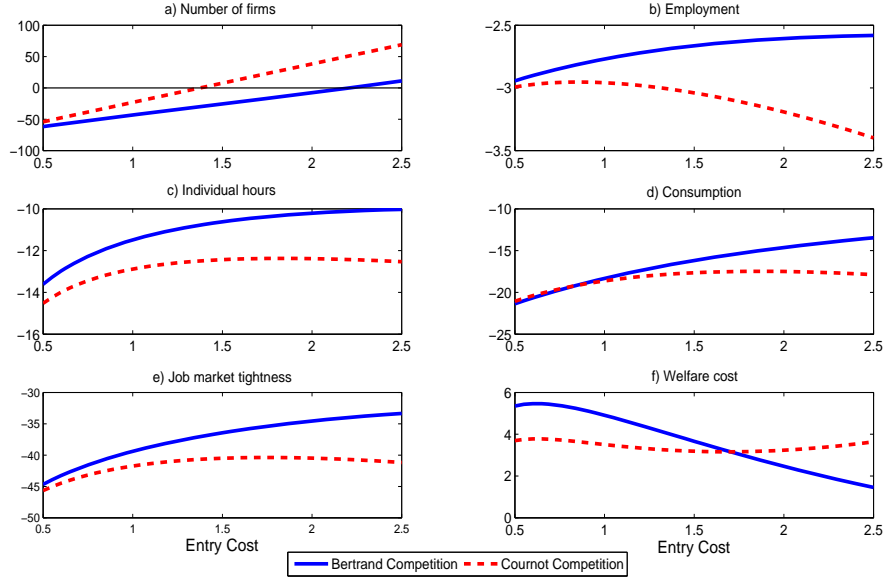 a) Number of firms
100
50
0
−50
−100
0.5 1 1.5 2 2.5
b) Employment
−2.5
−3
−3.5
0.5 1 1.5 2 2.5
c) Individual hours
−10
−12
−14
−16
0.5 1 1.5 2 2.5
d) Consumption
−10
−15
−20
−25
0.5 1 1.5 2 2.5
e) Job market tightness
−30
−35
−40
−45
−50
0.5 1 1.5 2 2.5
Entry Cost
f) Welfare cost
6
4
2
0
0.5 1 1.5 2 2.5
Entry Cost
Bertrand Competition Cournot Competition